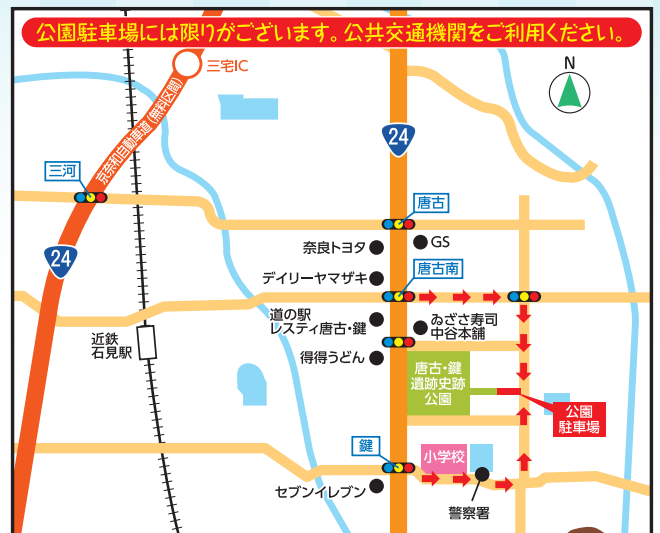 公園駐車場には限りがございます。公共交通機関をご利用ください。
三宅IC
N
京奈和自動車道(無料区間)
24
三河
唐古
奈良トヨタ
GS
24
デイリーヤマザキ
唐古南
道の駅
レスティ唐古・鍵
ゐざさ寿司
中谷本舗
近鉄
石見駅
得得うどん
唐古・鍵
遺跡史跡
公園
公園
駐車場
鍵
小学校
セブンイレブン
警察署